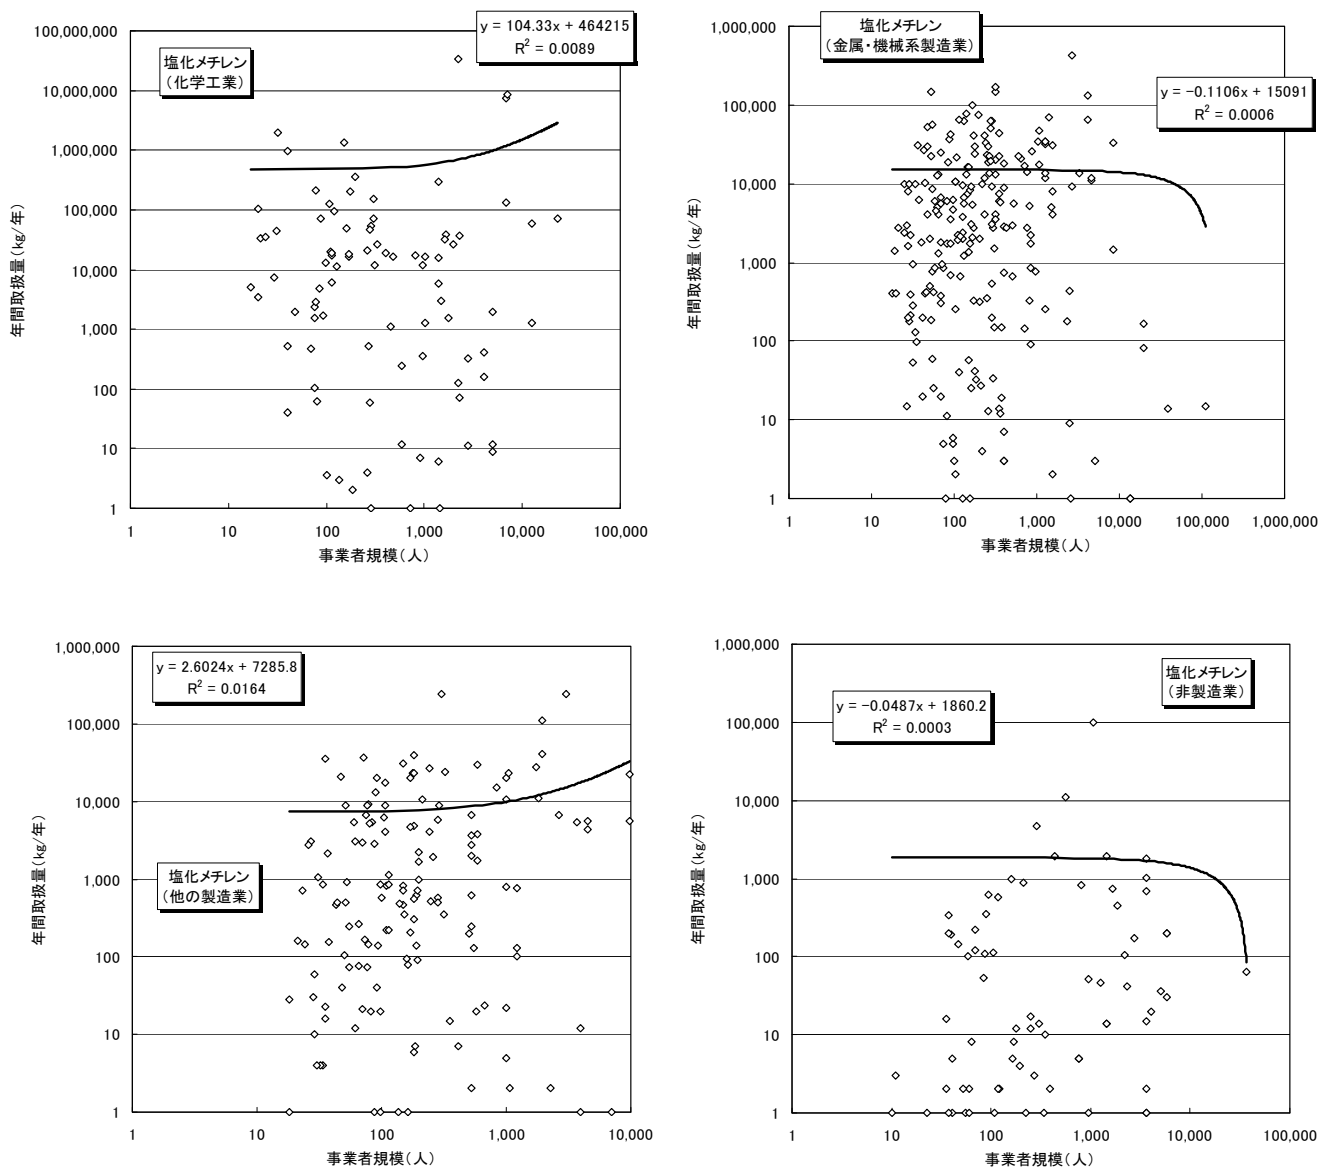 y = 104.33x + 464215
R² = 0.0089
塩化メチレン
（化学工業）
100,000,000
10,000,000
1,000,000
100,000
10,000
1,000
100
10
1
年間取扱量（kg/年）
1 10 100 1,000 10,000 100,000
事業者規模（人）
塩化メチレン
（金属・機械系製造業）
y = −0.1106x + 15091
R² = 0.0006
1,000,000
100,000
10,000
1,000
100
10
1
年間取扱量（kg/年）
1 10 100 1,000 10,000 100,000 1,000,000
事業者規模（人）
y = 2.6024x + 7285.8
R² = 0.0164
塩化メチレン
（他の製造業）
1,000,000
100,000
10,000
1,000
100
10
1
年間取扱量（kg/年）
1 10 100 1,000 10,000
事業者規模（人）
塩化メチレン
（非製造業）
y = −0.0487x + 1860.2
R² = 0.0003
1,000,000
100,000
10,000
1,000
100
10
1
年間取扱量（kg/年）
1 10 100 1,000 10,000 100,000
事業者規模（人）